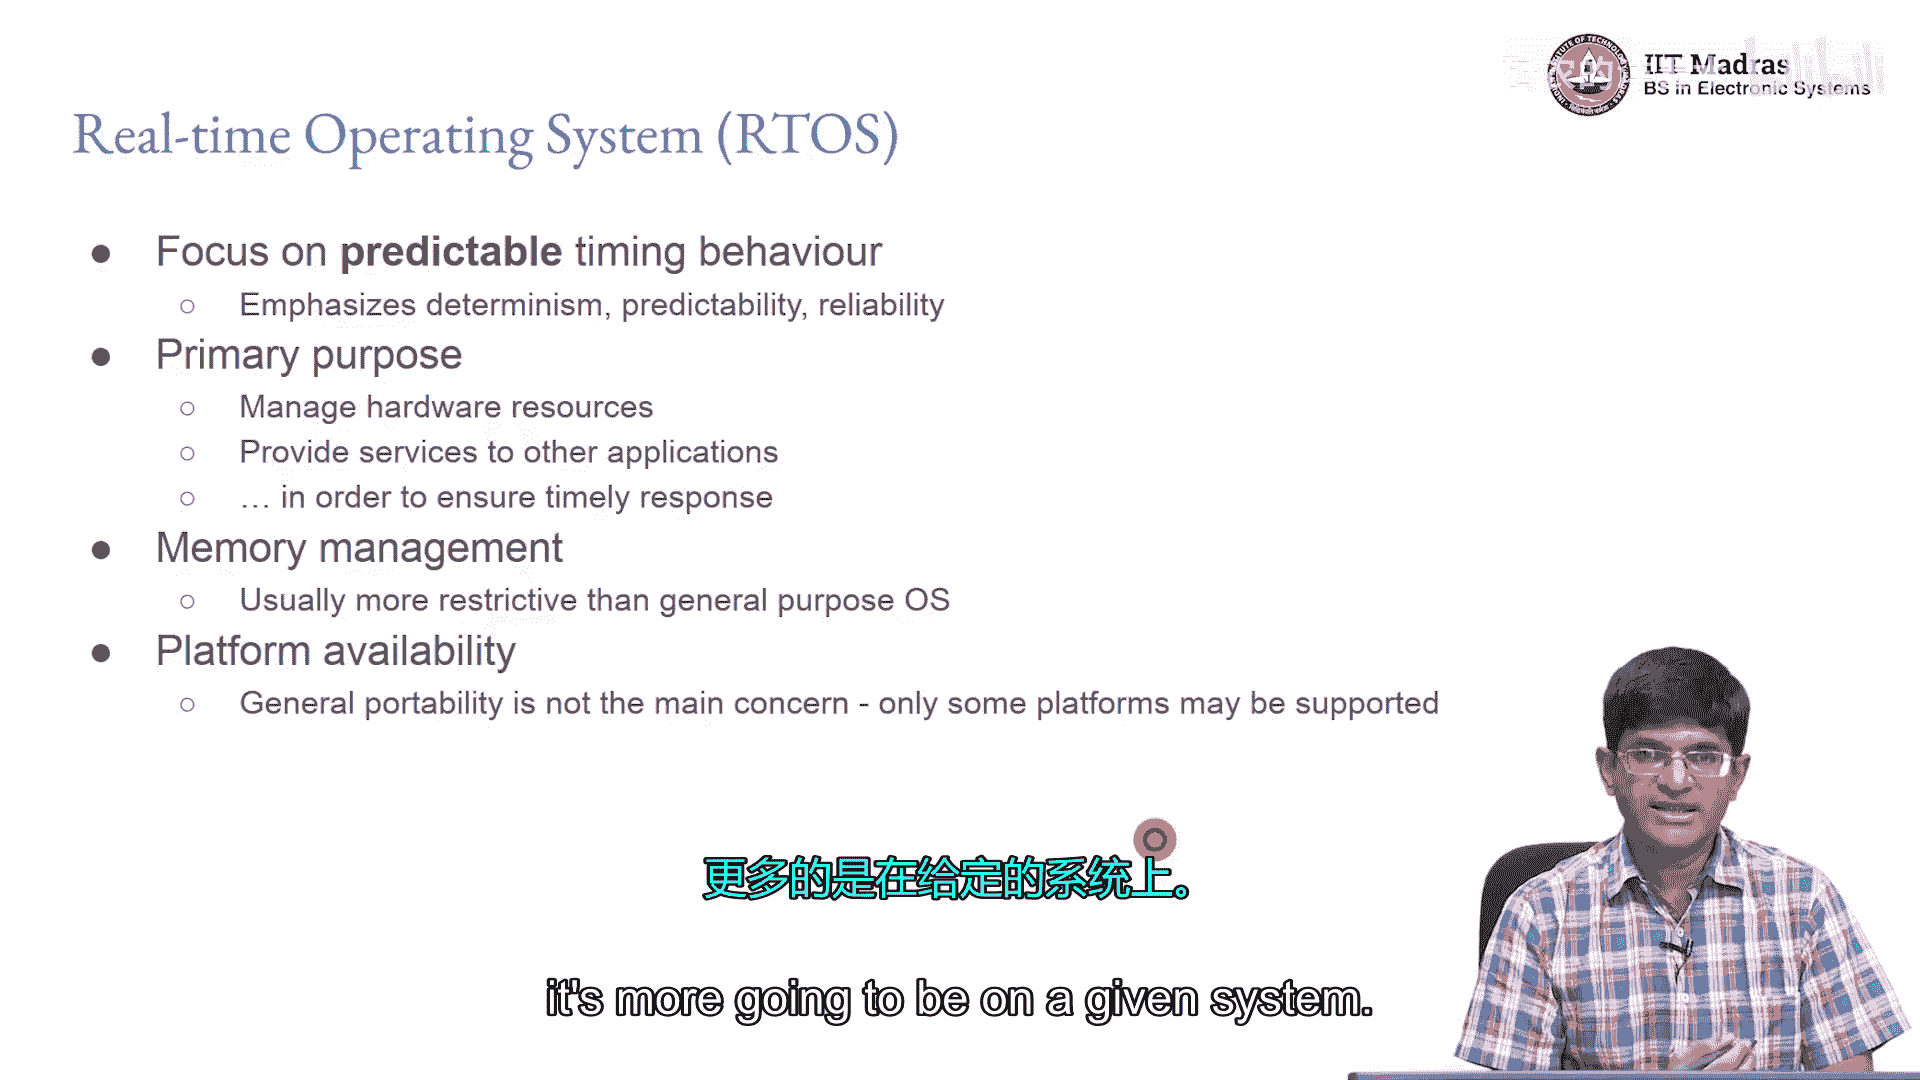 IIT Madras
BS in Electronic Systems
Real-time Operating System (RTOS)
● Focus on predictable timing behaviour
○ Emphasizes determinism, predictability, reliability
● Primary purpose
○ Manage hardware resources
○ Provide services to other applications
○ … in order to ensure timely response
● Memory management
○ Usually more restrictive than general purpose OS
● Platform availability
○ General portability is not the main concern - only some platforms may be supported
更多的是在给定的系统上。
it's more going to be on a given system.